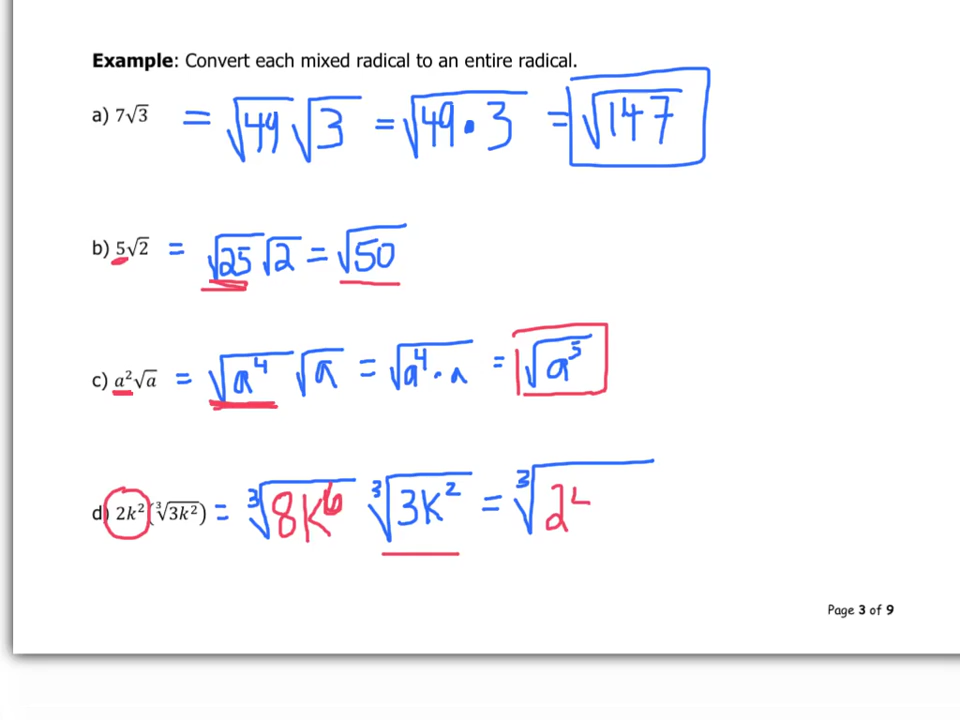 Example: Convert each mixed radical to an entire radical.
a) 7√3 = √49 √3 = √49 · 3 = √147
b) 5√2 = √25 √2 = √50
c) a²√a = √a⁴ √a = √a⁴ · a = √a⁵
d) 2k²(∛3k²) = ∛8k⁶ ∛3k² = ∛24
Page 3 of 9